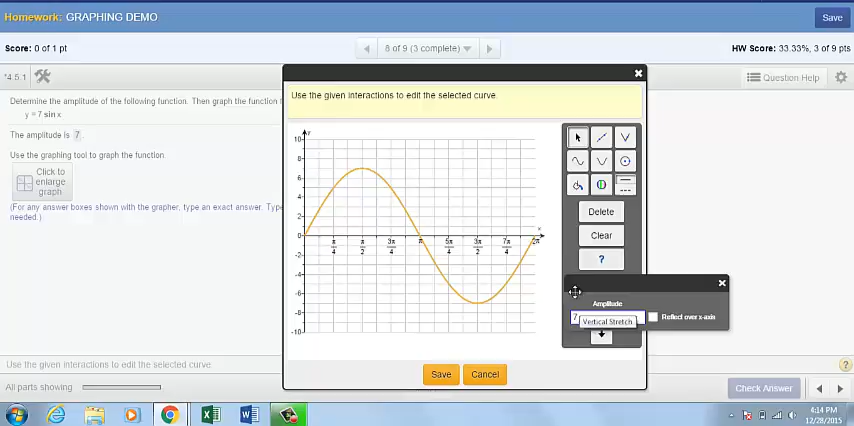 Homework: GRAPHING DEMO
Save
Score: 0 of 1 pt
8 of 9 (3 complete)
HW Score: 33.33%, 3 of 9 pts
*4.5.1
Question Help
Determine the amplitude of the following function. Then graph the function
y = 7 sin x
The amplitude is 7.
Use the graphing tool to graph the function.
Click to
enlarge
graph
(For any answer boxes shown with the grapher, type an exact answer. Type
needed.)
Use the given interactions to edit the selected curve.
y
10
8
6
4
2
0
-2
-4
-6
-8
-10
π/4
π/2
3π/4
π
5π/4
3π/2
7π/4
2π
x
Delete
Clear
?
Amplitude
7
Reflect over x-axis
Vertical Stretch
Save
Cancel
Use the given interactions to edit the selected curve
?
All parts showing
Check Answer
4:14 PM
12/28/2015